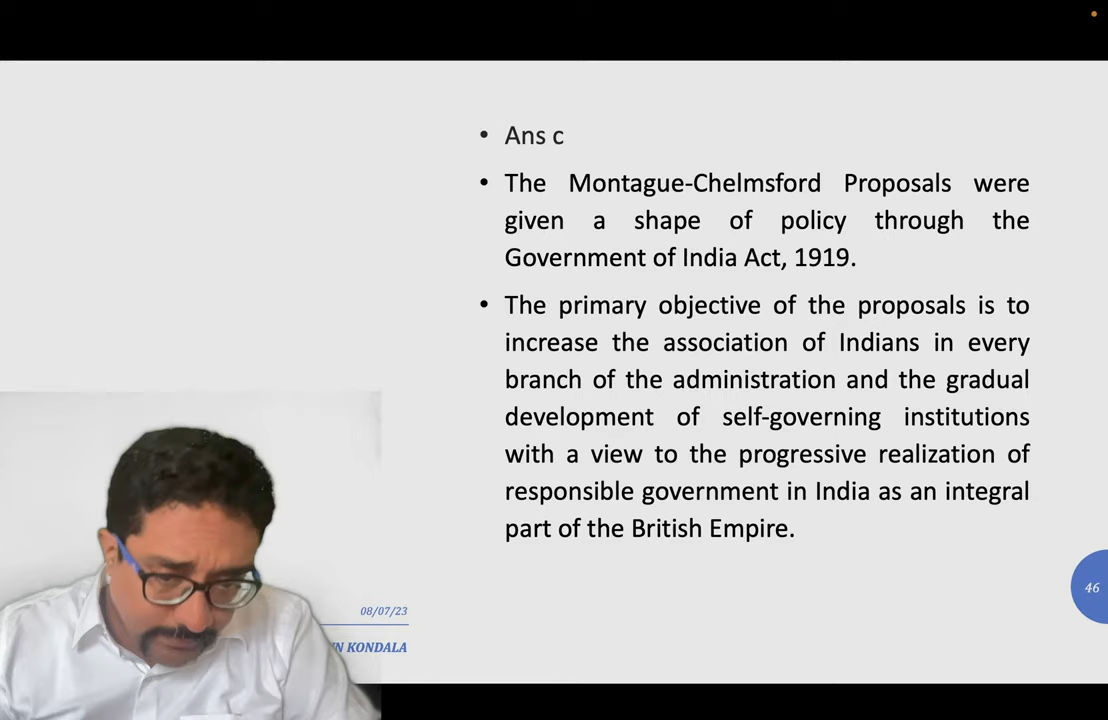 • Ans c
• The Montague-Chelmsford Proposals were
given a shape of policy through the
Government of India Act, 1919.
• The primary objective of the proposals is to
increase the association of Indians in every
branch of the administration and the gradual
development of self-governing institutions
with a view to the progressive realization of
responsible government in India as an integral
part of the British Empire.
46
08/07/23
KONDALA